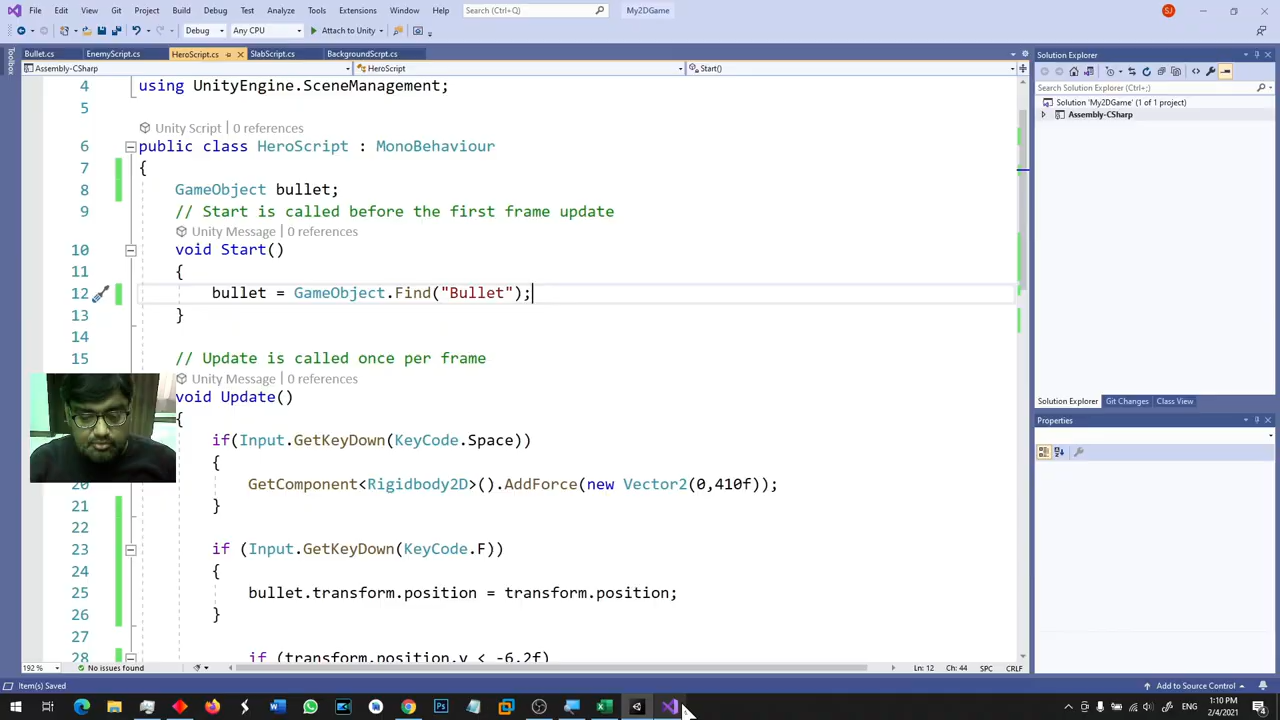 File Edit View Git Project Build Debug Test Analyze Tools Extensions Window Help Search (Ctrl+Q) My2DGame SJ
Debug Any CPU Attach to Unity
Toolbox
Bullet.cs EnemyScript.cs HeroScript.cs SlabScript.cs BackgroundScript.cs
Assembly-CSharp HeroScript Start()
4 using UnityEngine.SceneManagement;
5
Unity Script | 0 references
6 public class HeroScript : MonoBehaviour
7 {
8 GameObject bullet;
9 // Start is called before the first frame update
Unity Message | 0 references
10 void Start()
11 {
12 bullet = GameObject.Find("Bullet");
13 }
14
15 // Update is called once per frame
Unity Message | 0 references
void Update()
{
if(Input.GetKeyDown(KeyCode.Space))
{
20 GetComponent<Rigidbody2D>().AddForce(new Vector2(0,410f));
21 }
22
23 if (Input.GetKeyDown(KeyCode.F))
24 {
25 bullet.transform.position = transform.position;
26 }
27
28 if (transform.position.y < -6.2f)
192 % No issues found Ln: 12 Ch: 44 SPC CRLF
Solution Explorer
Search Solution Explorer (Ctrl+;)
Solution 'My2DGame' (1 of 1 project)
Assembly-CSharp
Solution Explorer Git Changes Class View
Properties
Item(s) Saved Add to Source Control
1:10 PM
2/4/2021